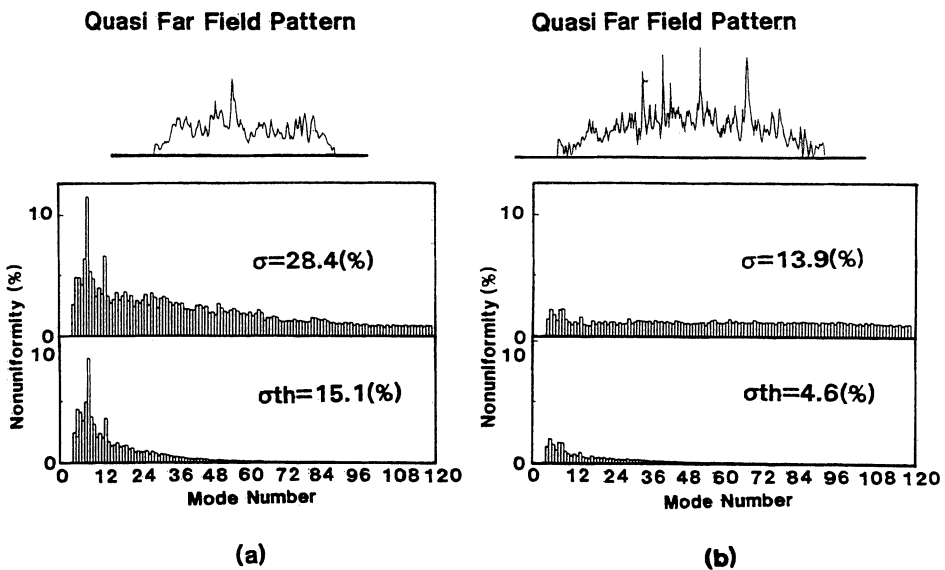 Quasi Far Field Pattern
10
σ=28.4(%)
0
10
σth=15.1(%)
0
Nonuniformity (%)
0 12 24 36 48 60 72 84 96 108 120
Mode Number
(a)
Quasi Far Field Pattern
10
σ=13.9(%)
0
10
σth=4.6(%)
0
Nonuniformity (%)
0 12 24 36 48 60 72 84 96 108 120
Mode Number
(b)